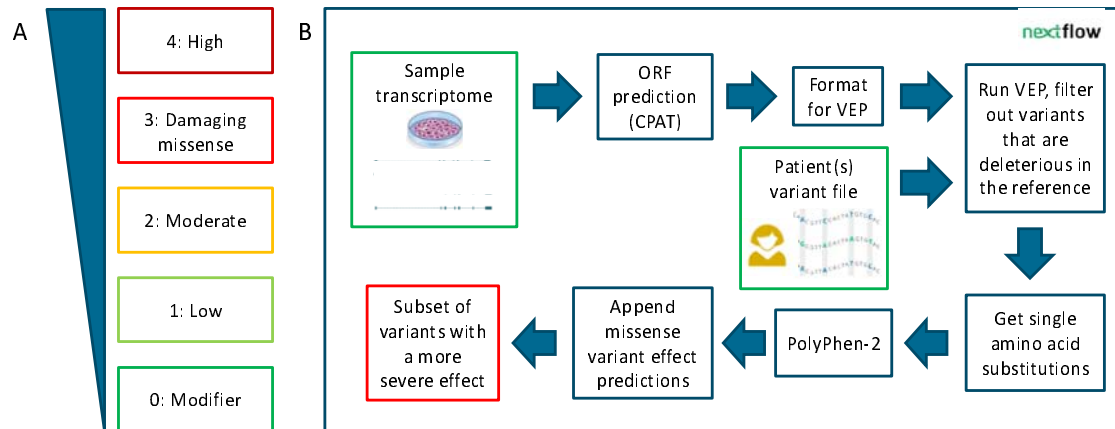 A
4: High
3: Damaging
missense
2: Moderate
1: Low
0: Modifier
B
nextflow
Sample
transcriptome
ORF
prediction
(CPAT)
Format
for VEP
Run VEP, filter
out variants
that are
deleterious in
the reference
Patient(s)
variant file
Get single
amino acid
substitutions
PolyPhen-2
Append
missense
variant effect
predictions
Subset of
variants with
a more
severe effect